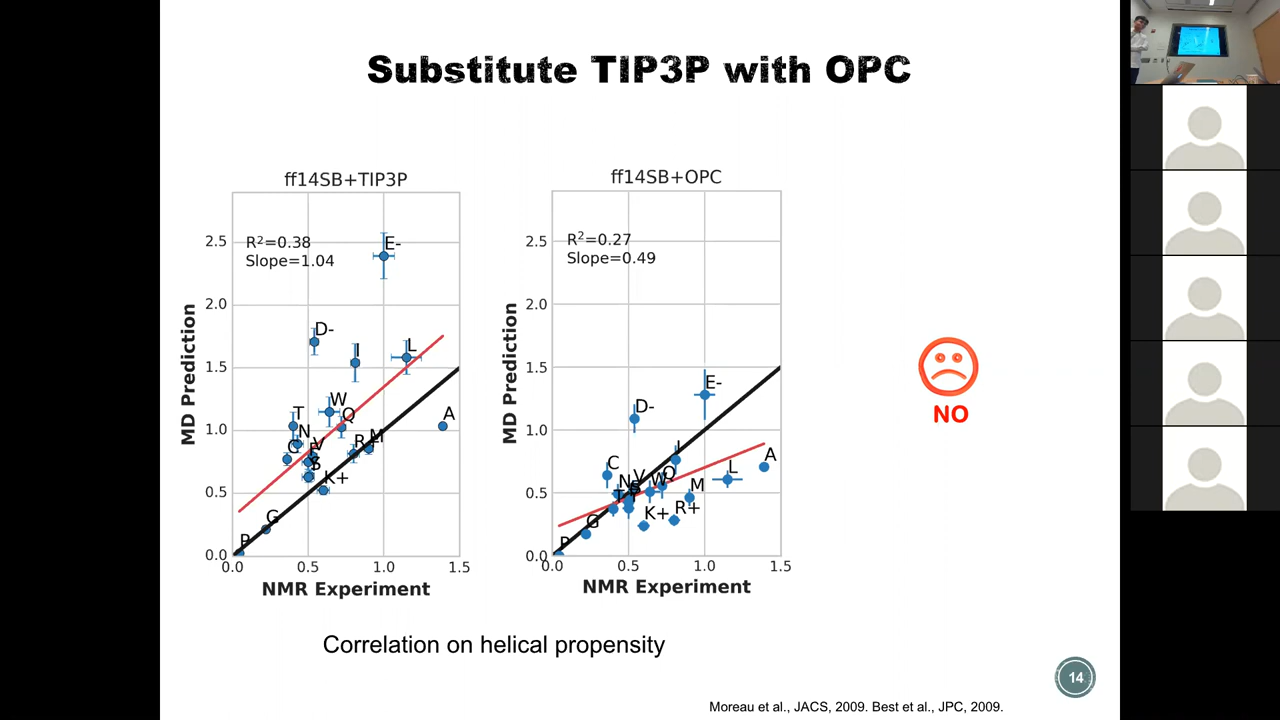 Substitute TIP3P with OPC
ff14SB+TIP3P
R²=0.38
Slope=1.04
E-
D-
I
L
W
Q
T
N
A
C
V
R
M
S
K+
G
P
0.0
0.5
1.0
1.5
2.0
2.5
0.0
0.5
1.0
1.5
MD Prediction
NMR Experiment
ff14SB+OPC
R²=0.27
Slope=0.49
E-
D-
I
A
C
L
V
Q
W
N
M
T
R+
K+
G
P
0.0
0.5
1.0
1.5
2.0
2.5
0.0
0.5
1.0
1.5
MD Prediction
NMR Experiment
NO
Correlation on helical propensity
14
Moreau et al., JACS, 2009. Best et al., JPC, 2009.